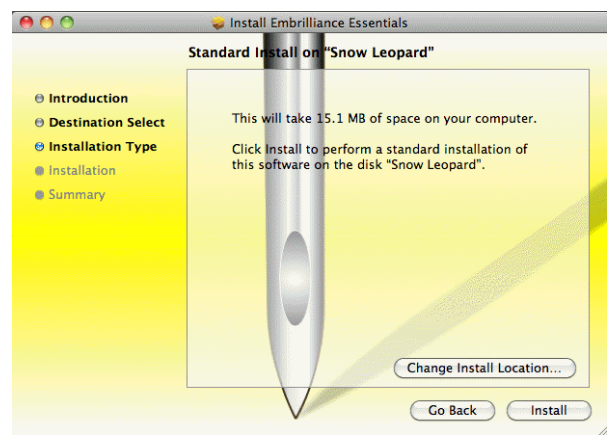 Install Embrilliance Essentials
Standard Install on “Snow Leopard”
Introduction
Destination Select
Installation Type
Installation
Summary
This will take 15.1 MB of space on your computer.
Click Install to perform a standard installation of
this software on the disk “Snow Leopard”.
Change Install Location...
Go Back
Install